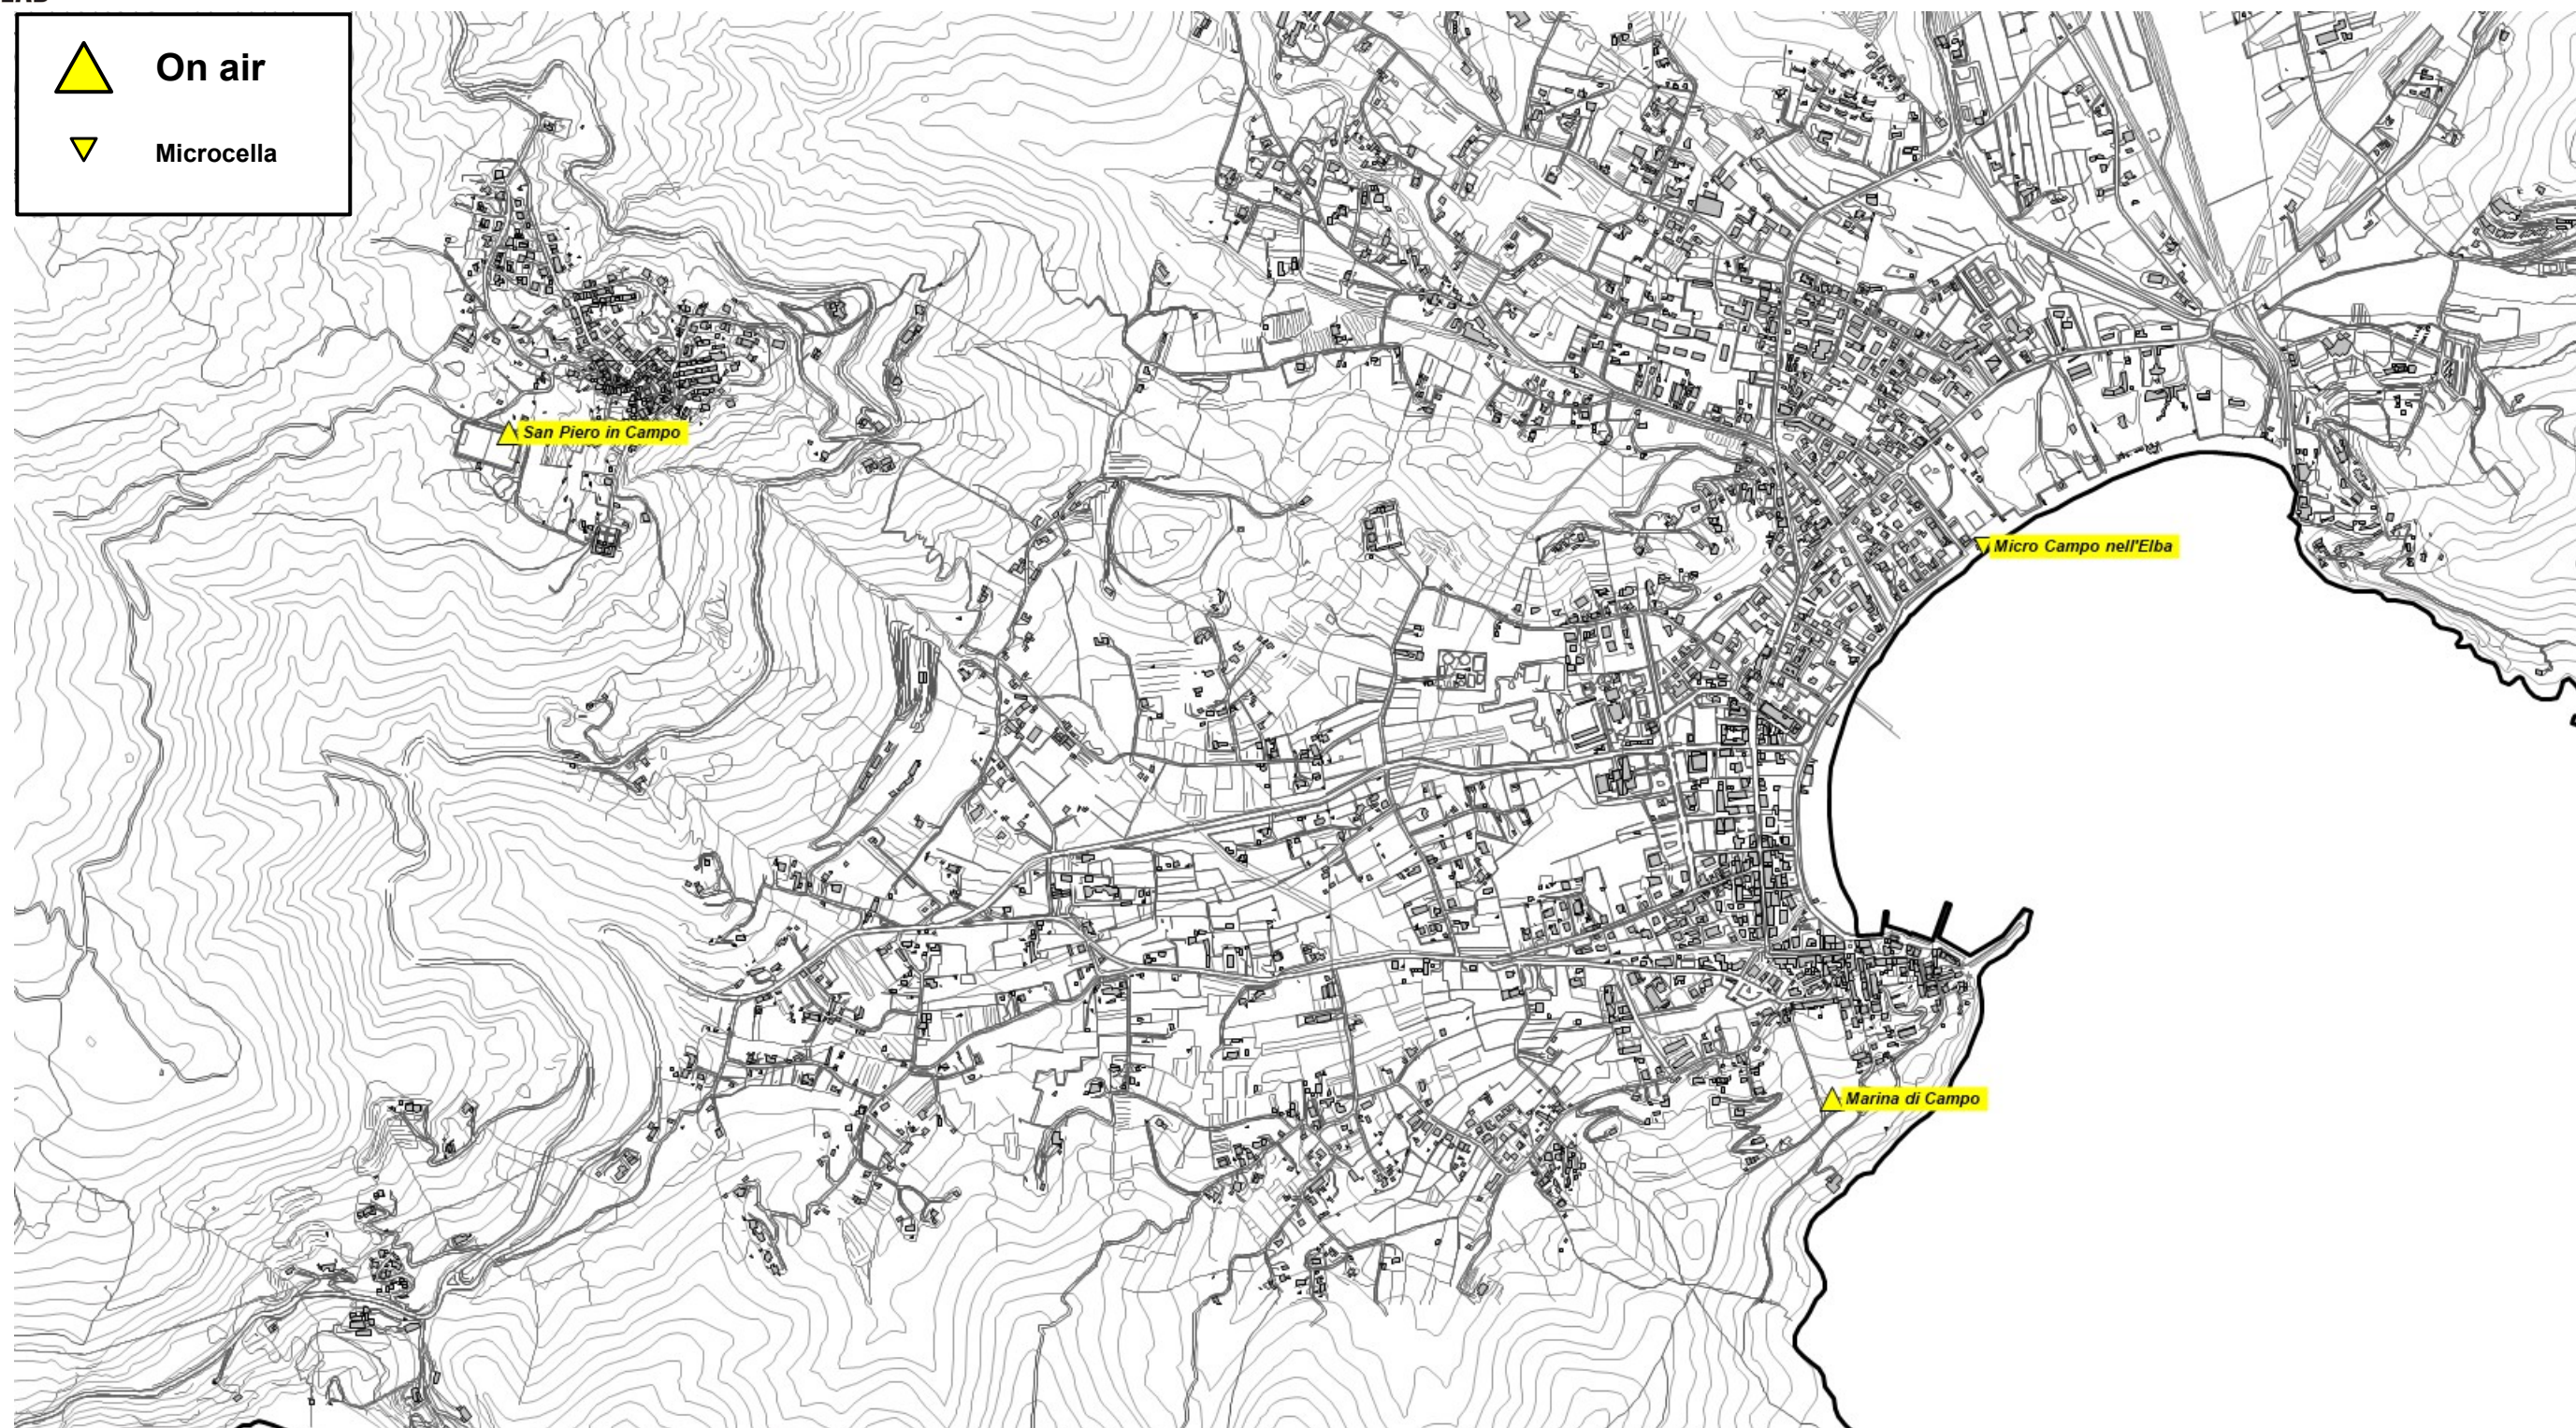 On air
Microcella
San Piero in Campo
Micro Campo nell'Elba
Marina di Campo